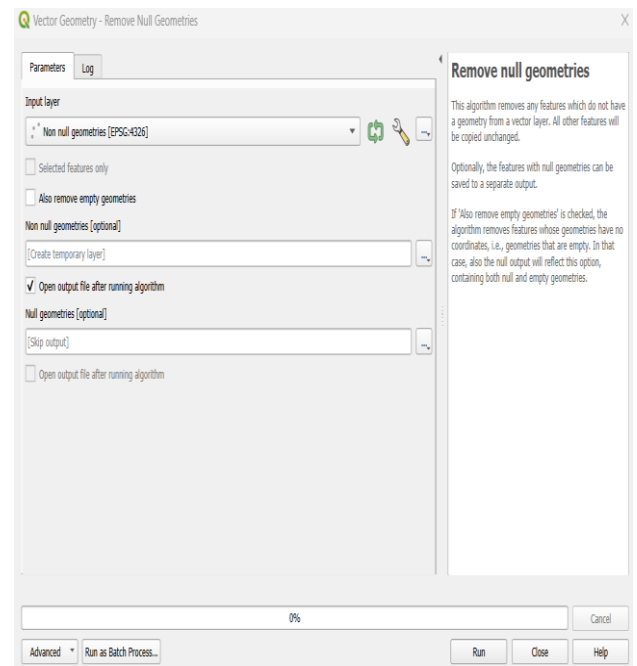 Vector Geometry - Remove Null Geometries
X
Parameters
Log
Input layer
Non null geometries [EPSG:4326]
...
Selected features only
Also remove empty geometries
Non null geometries [optional]
[Create temporary layer]
...
Open output file after running algorithm
Null geometries [optional]
[Skip output]
...
Open output file after running algorithm
Remove null geometries
This algorithm removes any features which do not have
a geometry from a vector layer. All other features will
be copied unchanged.
Optionally, the features with null geometries can be
saved to a separate output.
If 'Also remove empty geometries' is checked, the
algorithm removes features whose geometries have no
coordinates, i.e., geometries that are empty. In that
case, also the null output will reflect this option,
containing both null and empty geometries.
0%
Cancel
Advanced
Run as Batch Process...
Run
Close
Help